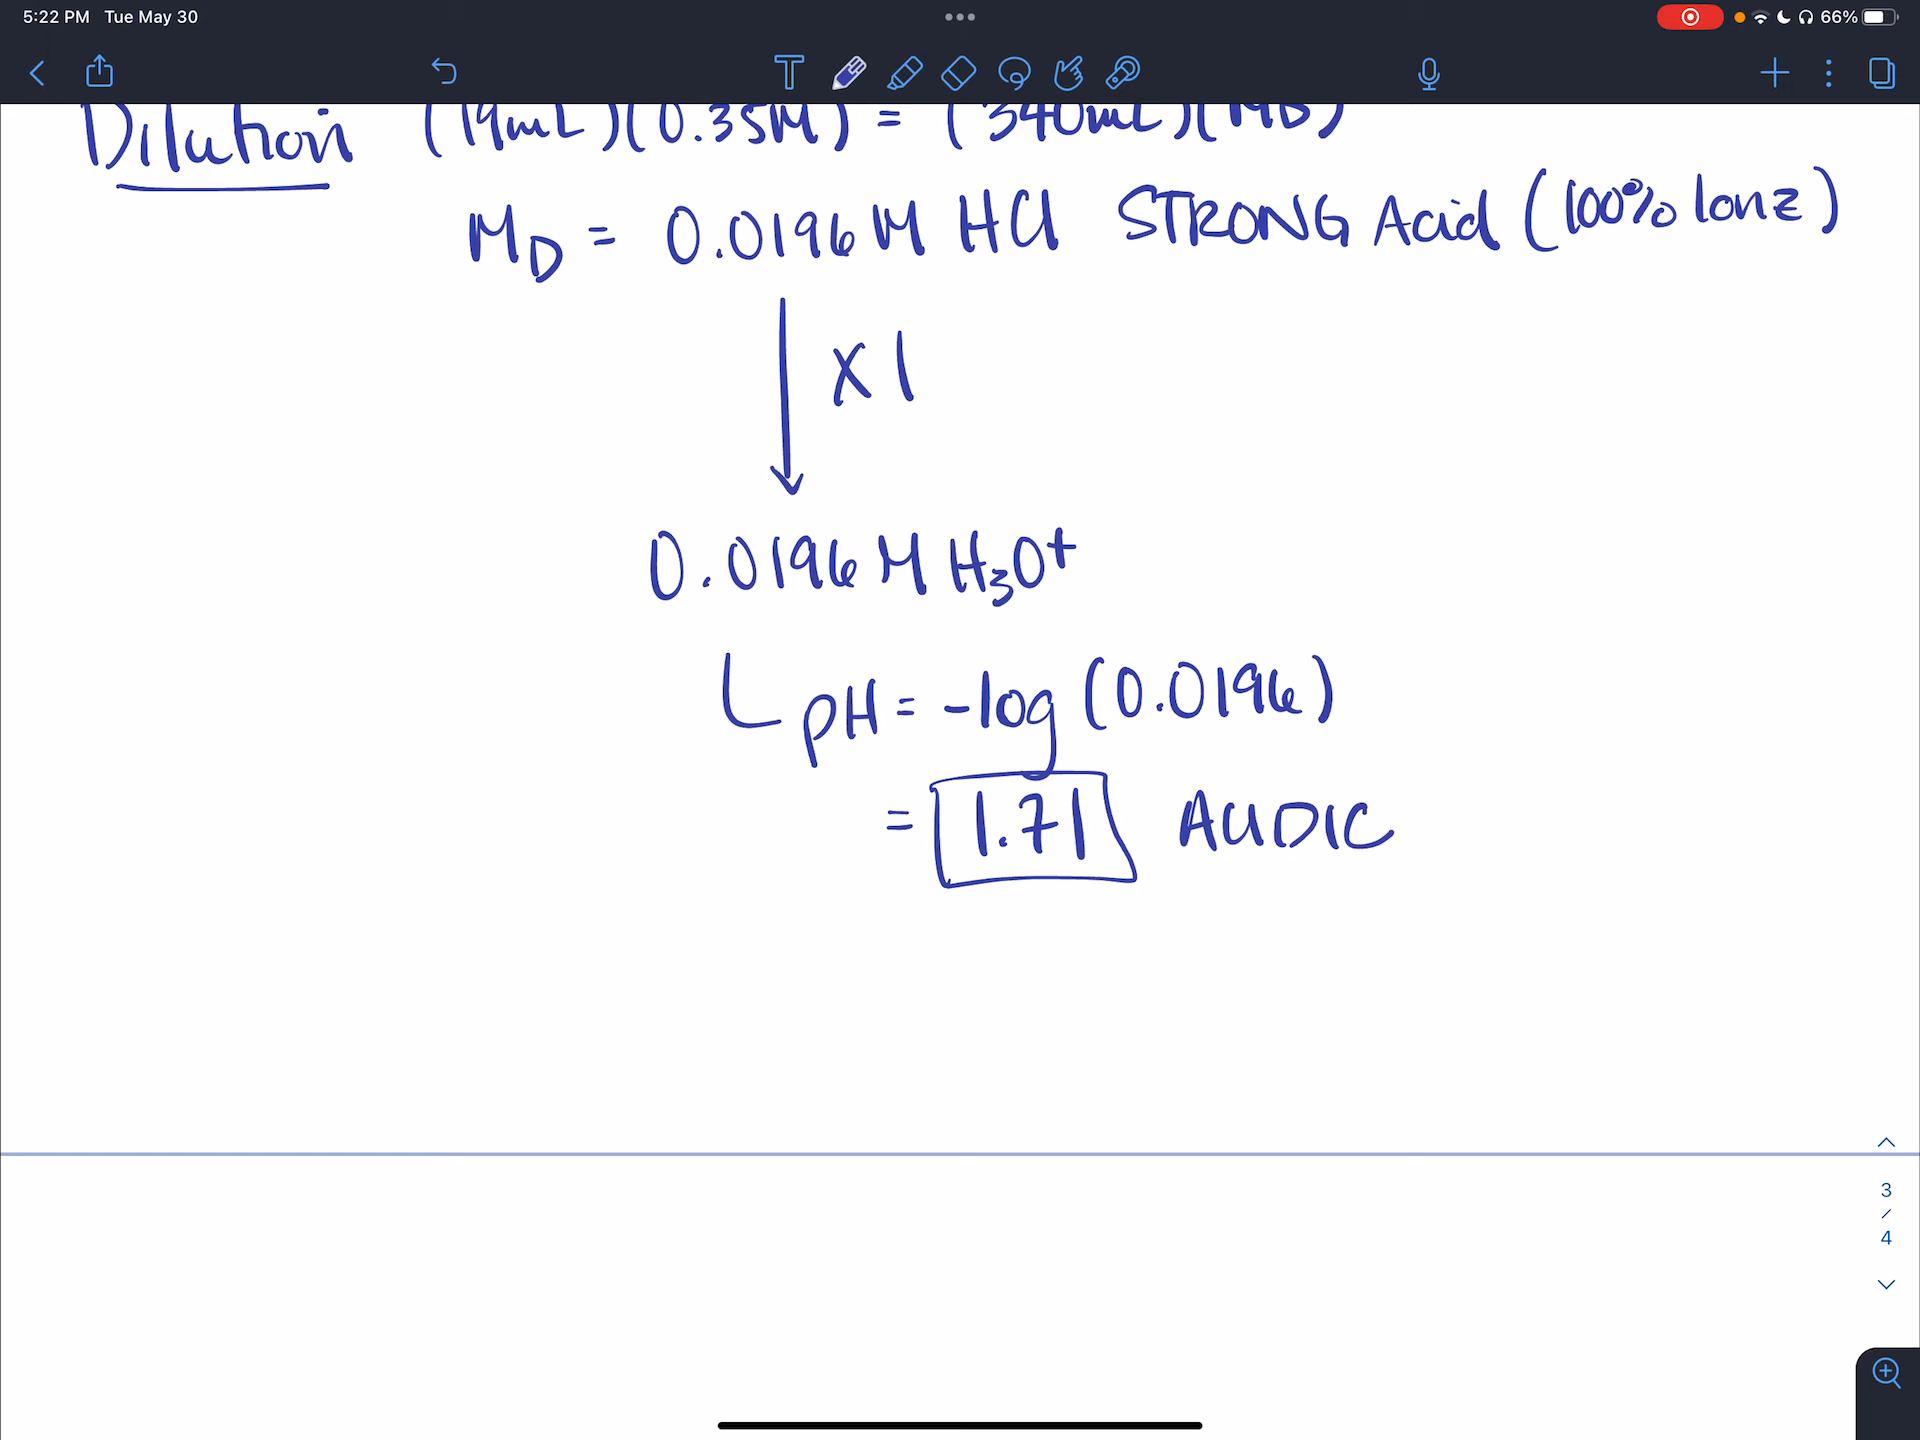 5:22 PM Tue May 30
66%
Dilution (19mL)(0.35M) = (340mL)(MD)
MD = 0.0196 M HCl STRONG Acid (100% ionz)
x 1
0.0196 M H3O+
pH = -log (0.0196)
= 1.71 ACIDIC
3
/
4